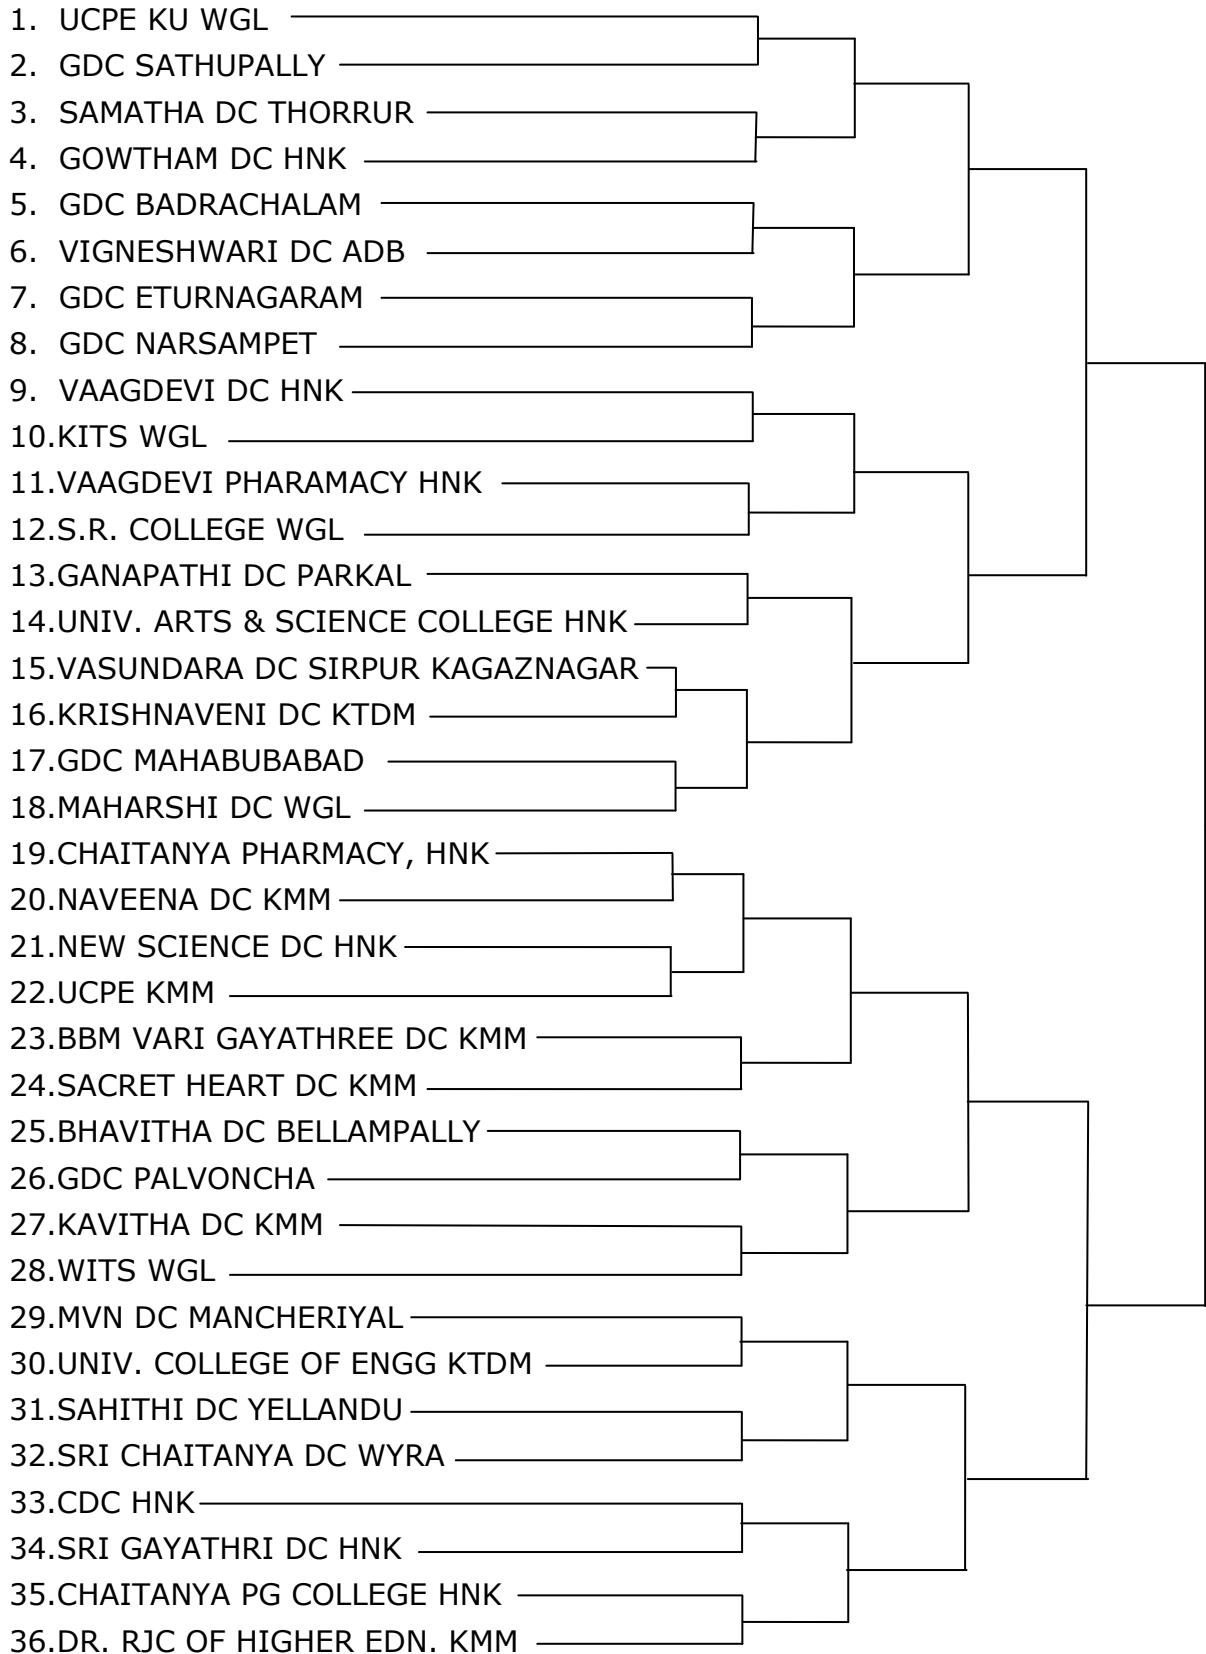 1. UCPE KU WGL
2. GDC SATHUPALLY
3. SAMATHA DC THORRUR
4. GOWTHAM DC HNK
5. GDC BADRACHALAM
6. VIGNESHWARI DC ADB
7. GDC ETURNAGARAM
8. GDC NARSAMPET
9. VAAGDEVI DC HNK
10.KITS WGL
11.VAAGDEVI PHARAMACY HNK
12.S.R. COLLEGE WGL
13.GANAPATHI DC PARKAL
14.UNIV. ARTS & SCIENCE COLLEGE HNK
15.VASUNDARA DC SIRPUR KAGAZNAGAR
16.KRISHNAVENI DC KTDM
17.GDC MAHABUBABAD
18.MAHARSHI DC WGL
19.CHAITANYA PHARMACY, HNK
20.NAVEENA DC KMM
21.NEW SCIENCE DC HNK
22.UCPE KMM
23.BBM VARI GAYATHREE DC KMM
24.SACRET HEART DC KMM
25.BHAVITHA DC BELLAMPALLY
26.GDC PALVONCHA
27.KAVITHA DC KMM
28.WITS WGL
29.MVN DC MANCHERIYAL
30.UNIV. COLLEGE OF ENGG KTDM
31.SAHITHI DC YELLANDU
32.SRI CHAITANYA DC WYRA
33.CDC HNK
34.SRI GAYATHRI DC HNK
35.CHAITANYA PG COLLEGE HNK
36.DR. RJC OF HIGHER EDN. KMM